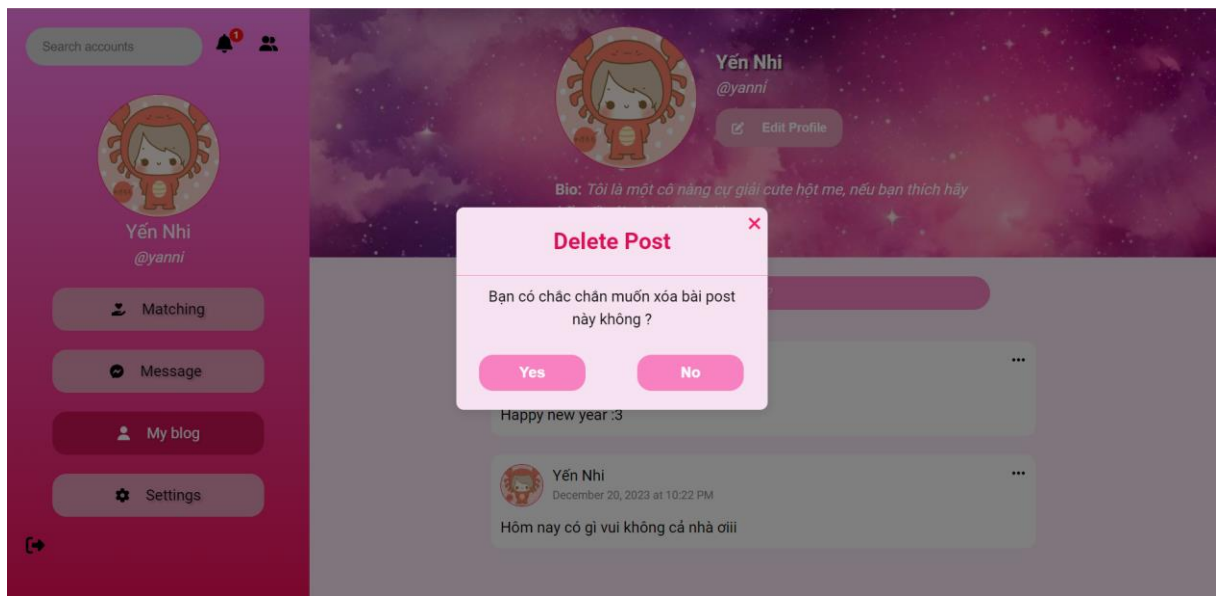 Search accounts
1
Yến Nhi
@yanni
Matching
Message
My blog
Settings
Yến Nhi
@yanni
Edit Profile
Bio: Tôi là một cô nàng cự giải cute hột me, nếu bạn thích hãy
Delete Post
Bạn có chắc chắn muốn xóa bài post
này không ?
Yes
No
Happy new year :3
Yến Nhi
December 20, 2023 at 10:22 PM
Hôm nay có gì vui không cả nhà ơiii